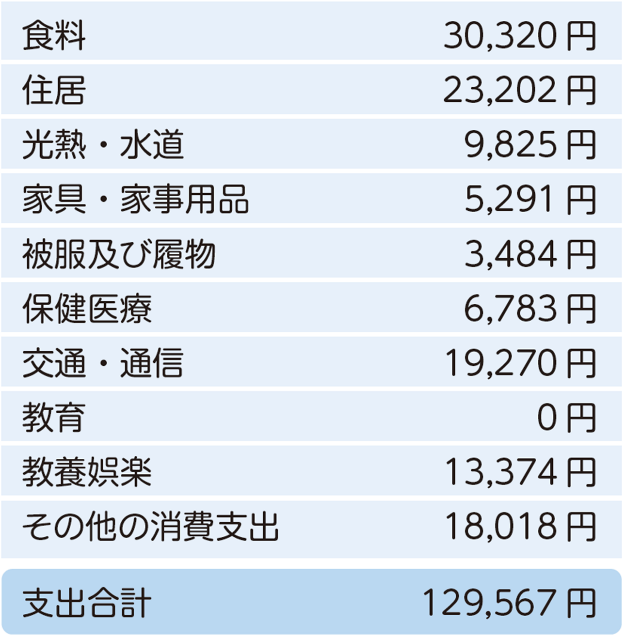 食料 30,320 円
住居 23,202 円
光熱・水道 9,825 円
家具・家事用品 5,291 円
被服及び履物 3,484 円
保健医療 6,783 円
交通・通信 19,270 円
教育 0 円
教養娯楽 13,374 円
その他の消費支出 18,018 円
支出合計 129,567 円